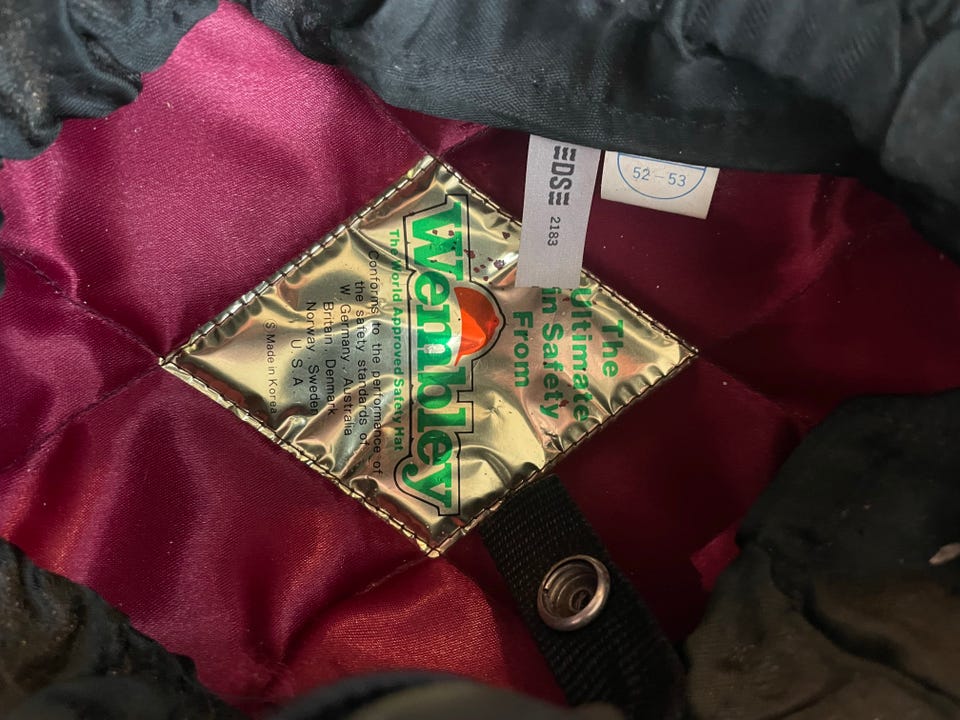 The
Ultimate
in Safety
From
Wembley
The World Approved Safety Hat
Conforms to the performance of
the safety standards of
W. Germany . Australia
Britain . Denmark
Norway . Sweden
U. S. A.
Made in Korea
DS
2183
52-53